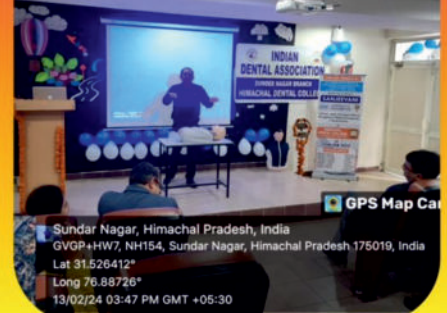 INDIAN
DENTAL ASSOCIATION
SUNDER NAGAR BRANCH
HIMACHAL DENTAL COLLEGE
SANJEEVANI
GPS Map Ca
Sundar Nagar, Himachal Pradesh, India
GVGP+HW7, NH154, Sundar Nagar, Himachal Pradesh 175019, India
Lat 31.526412°
Long 76.88726°
13/02/24 03:47 PM GMT +05:30